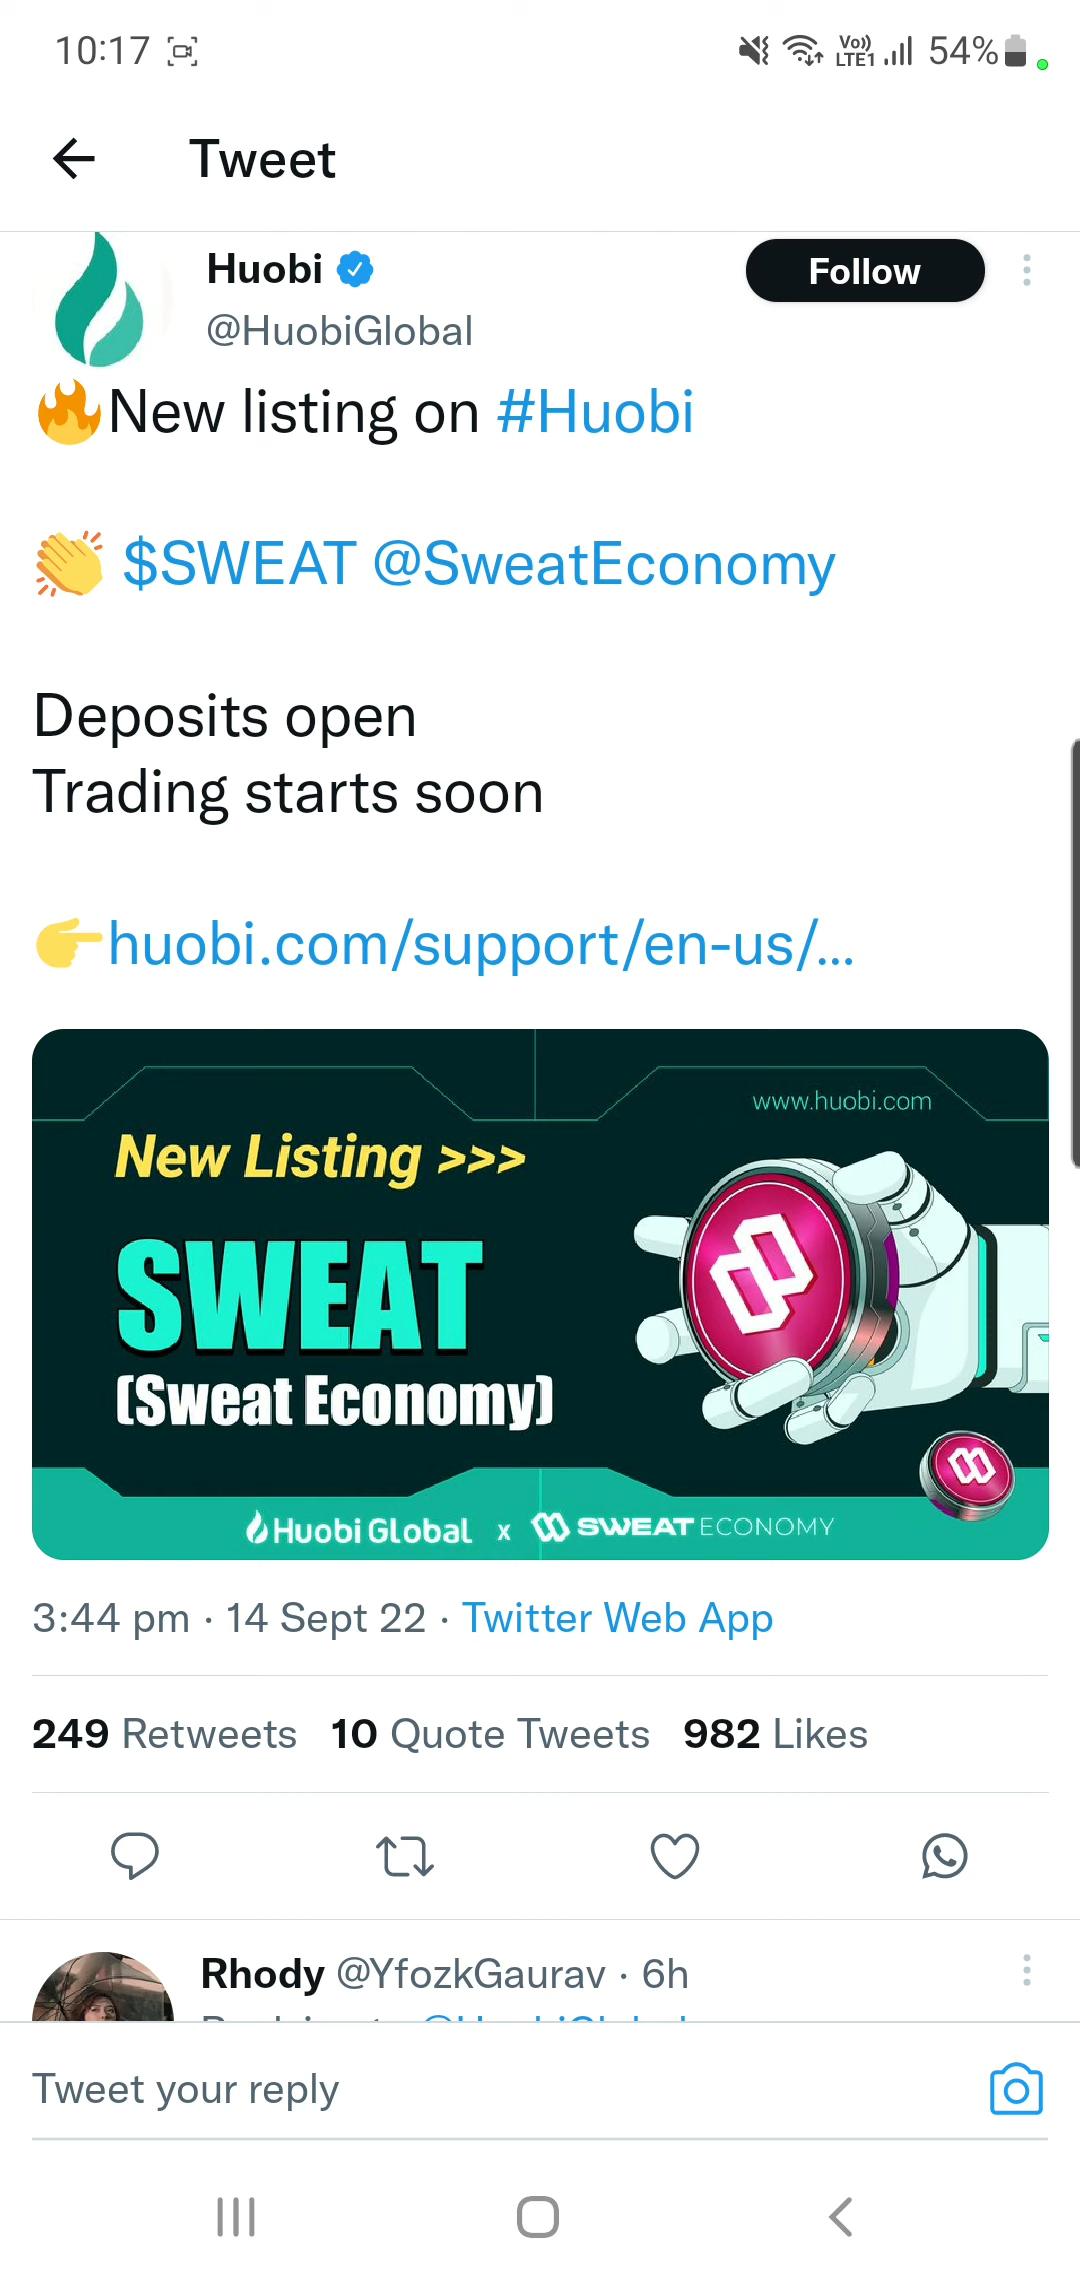 10:17 Vo)) LTE1 54%
Tweet
Huobi Follow
@HuobiGlobal
New listing on #Huobi
$SWEAT @SweatEconomy
Deposits open
Trading starts soon
huobi.com/support/en-us/...
www.huobi.com
New Listing >>>
SWEAT
(Sweat Economy)
Huobi Global x SWEAT ECONOMY
3:44 pm · 14 Sept 22 · Twitter Web App
249 Retweets 10 Quote Tweets 982 Likes
Rhody @YfozkGaurav · 6h
Tweet your reply